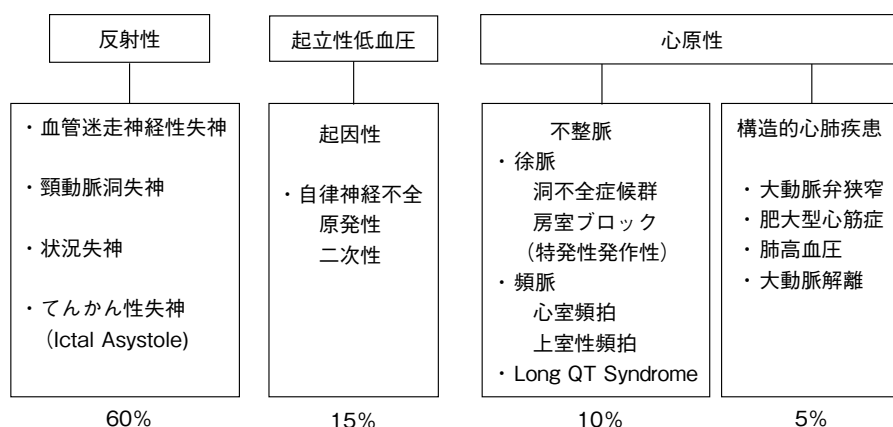 反射性
起立性低血圧
心原性
・血管迷走神経性失神
・頸動脈洞失神
・状況失神
・てんかん性失神
（Ictal Asystole)
60%
起因性
・自律神経不全
原発性
二次性
15%
不整脈
・徐脈
洞不全症候群
房室ブロック
（特発性発作性）
・頻脈
心室頻拍
上室性頻拍
・Long QT Syndrome
10%
構造的心肺疾患
・大動脈弁狭窄
・肥大型心筋症
・肺高血圧
・大動脈解離
5%